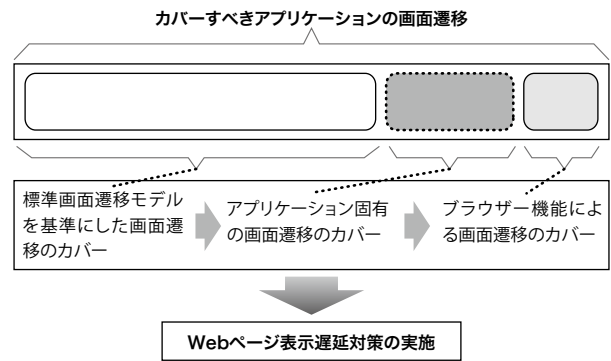 カバーすべきアプリケーションの画面遷移
標準画面遷移モデル
を基準にした画面遷
移のカバー
アプリケーション固有
の画面遷移のカバー
ブラウザー機能によ
る画面遷移のカバー
Webページ表示遅延対策の実施